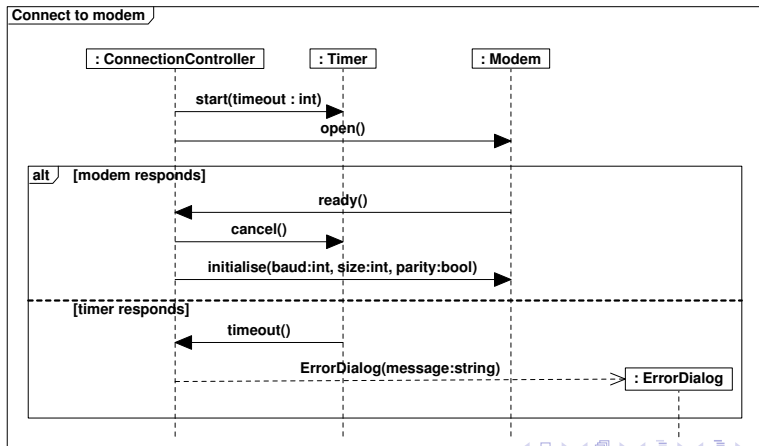 Connect to modem
: ConnectionController : Timer : Modem
start(timeout : int)
open()
alt [modem responds]
ready()
cancel()
initialise(baud:int, size:int, parity:bool)
[timer responds]
timeout()
ErrorDialog(message:string)
: ErrorDialog